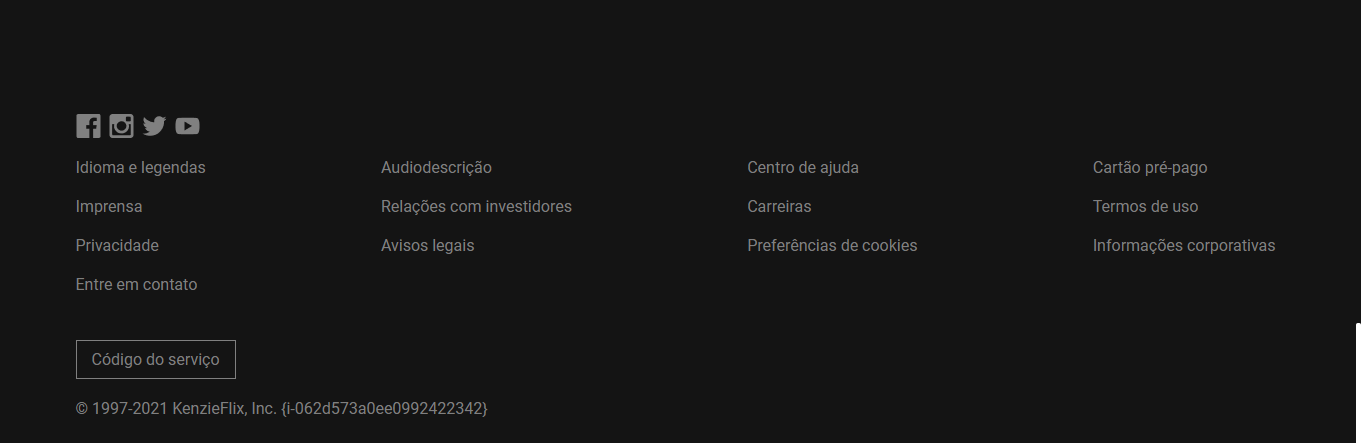 Idioma e legendas Audiodescrição Centro de ajuda Cartão pré-pago
Imprensa Relações com investidores Carreiras Termos de uso
Privacidade Avisos legais Preferências de cookies Informações corporativas
Entre em contato
Código do serviço
© 1997-2021 KenzieFlix, Inc. {i-062d573a0ee0992422342}